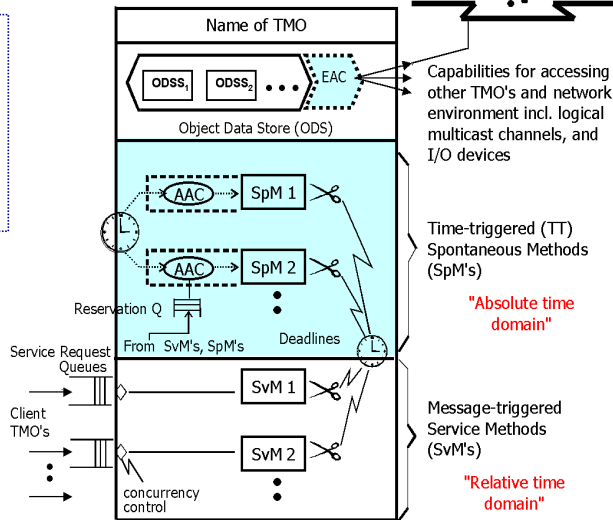 Name of TMO
ODSS1
ODSS2
• • •
EAC
Object Data Store (ODS)
Capabilities for accessing
other TMO's and network
environment incl. logical
multicast channels, and
I/O devices
AAC
SpM 1
AAC
SpM 2
Reservation Q
From SvM's, SpM's
Deadlines
Time-triggered (TT)
Spontaneous Methods
(SpM's)
"Absolute time
domain"
Service Request
Queues
Client
TMO's
SvM 1
SvM 2
concurrency
control
Message-triggered
Service Methods
(SvM's)
"Relative time
domain"